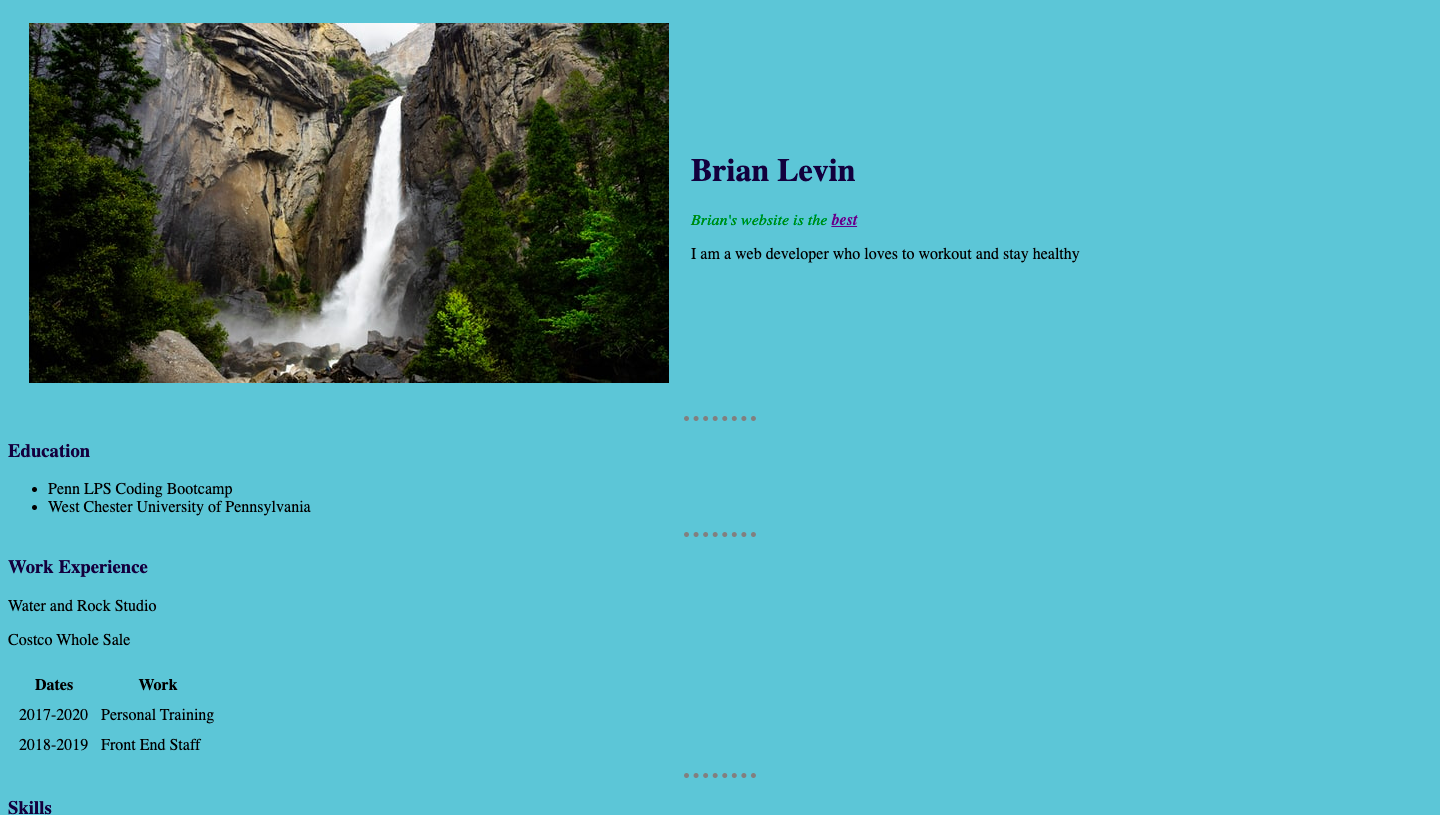 Brian Levin
Brian's website is the best
I am a web developer who loves to workout and stay healthy
Education
Penn LPS Coding Bootcamp
West Chester University of Pennsylvania
Work Experience
Water and Rock Studio
Costco Whole Sale
Dates Work
2017-2020 Personal Training
2018-2019 Front End Staff
Skills